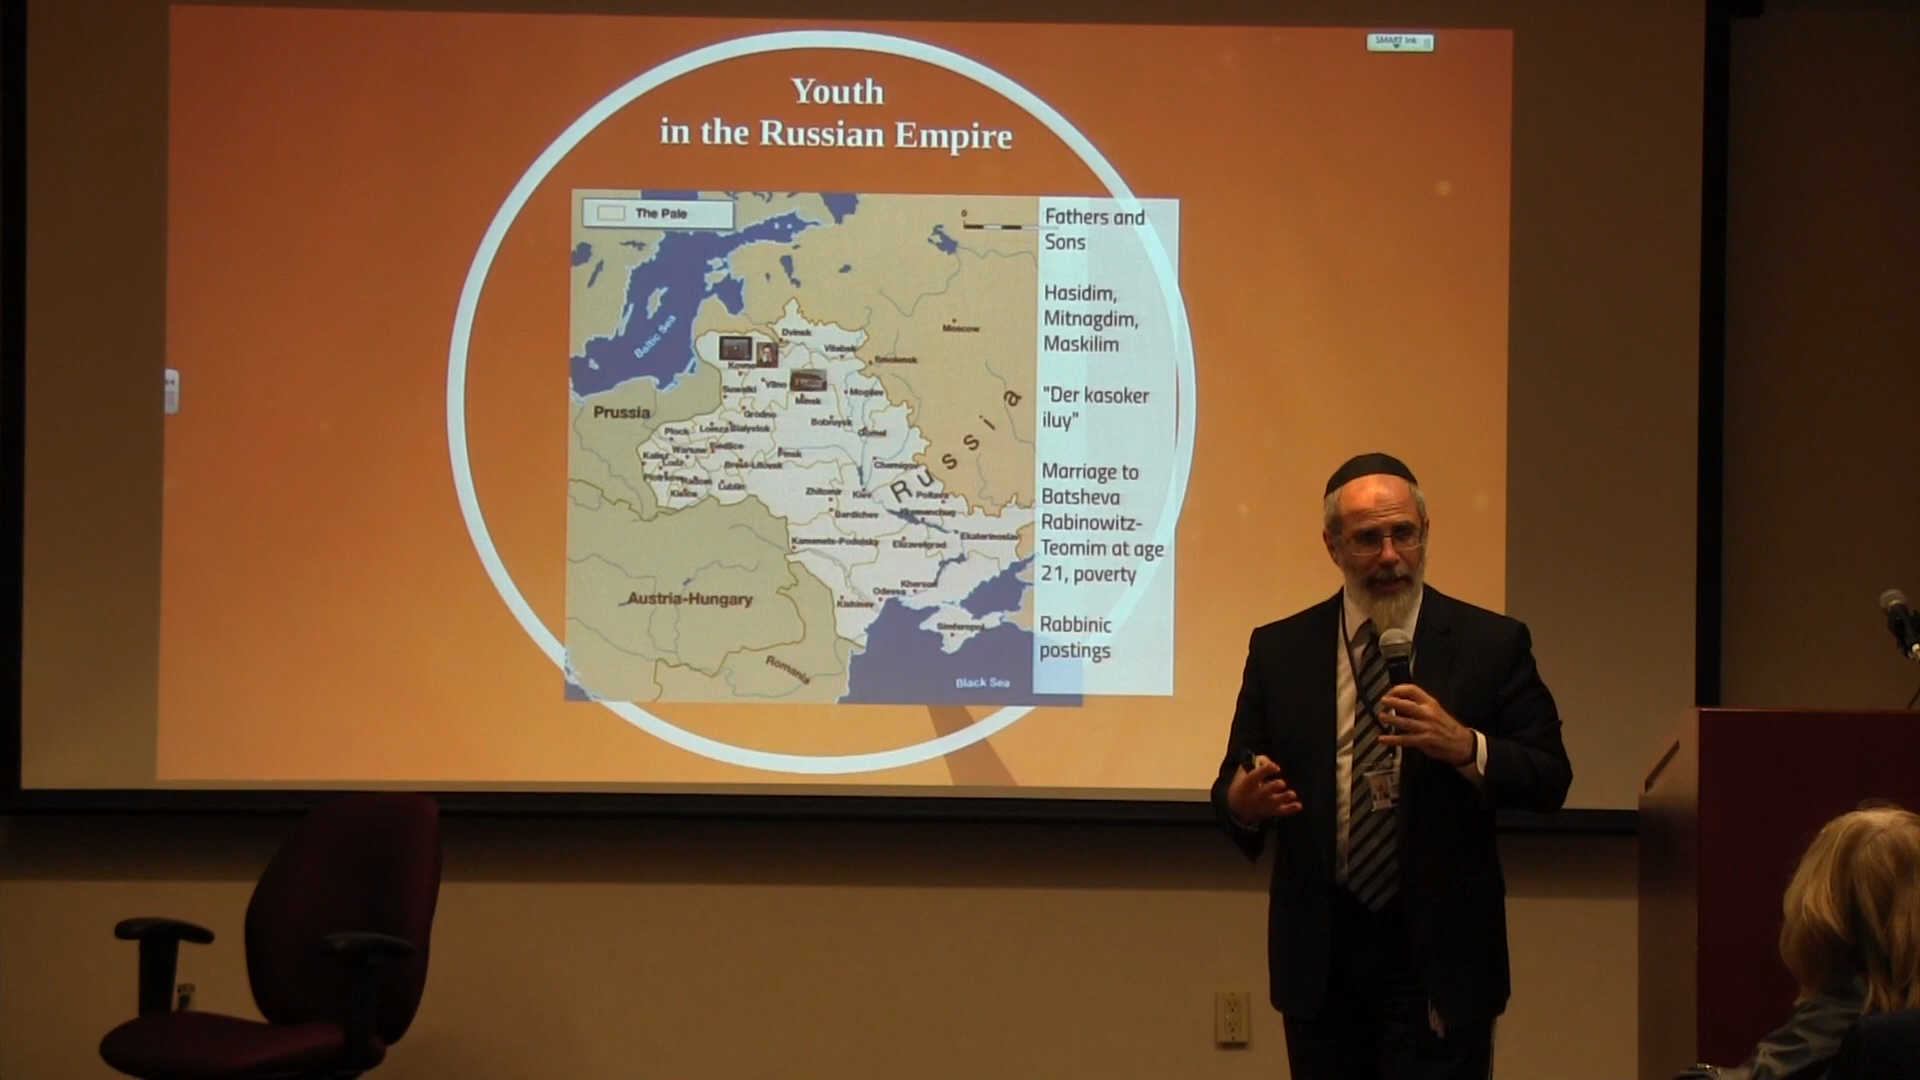 SMART Ink
Youth
in the Russian Empire
The Pale
0
Fathers and
Sons
Hasidim,
Mitnagdim,
Maskilim
"Der kasoker
iluy"
Marriage to
Batsheva
Rabinowitz-
Teomim at age
21, poverty
Rabbinic
postings
Baltic Sea
Dvinsk
Moscow
Vitebsk
Smolensk
Kovno
Vilno
Suwalki
Minsk
Mogilev
Prussia
Grodno
Bobruysk
Plock
Lomza
Bialystok
Gomel
Russia
Warsaw
Siedlce
Pinsk
Kalisz
Lodz
Brest-Litovsk
Chernigov
Piotrkow
Radom
Lublin
Kielce
Zhitomir
Kiev
Poltava
Berdichev
Kremenchug
Kamenets-Podolsky
Elizavetgrad
Ekaterinoslav
Austria-Hungary
Kherson
Odessa
Kishinev
Simferopol
Romania
Black Sea